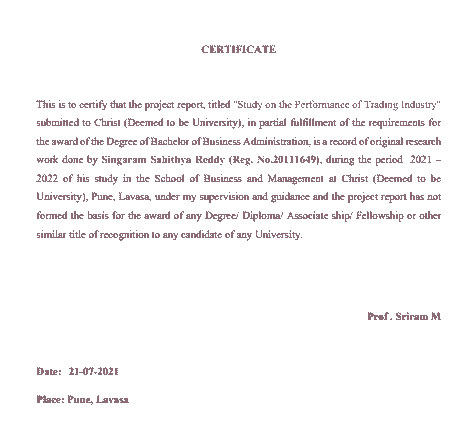 CERTIFICATE
This is to certify that the project report, titled "Study on the Performance of Trading Industry"
submitted to Christ (Deemed to be University), in partial fulfillment of the requirements for
the award of the Degree of Bachelor of Business Administration, is a record of original research
work done by Singaram Sahithya Reddy (Reg. No.20111649), during the period 2021 –
2022 of his study in the School of Business and Management at Christ (Deemed to be
University), Pune, Lavasa, under my supervision and guidance and the project report has not
formed the basis for the award of any Degree/ Diploma/ Associate ship/ Fellowship or other
similar title of recognition to any candidate of any University.
Prof. Sriram M
Date: 21-07-2021
Place: Pune, Lavasa